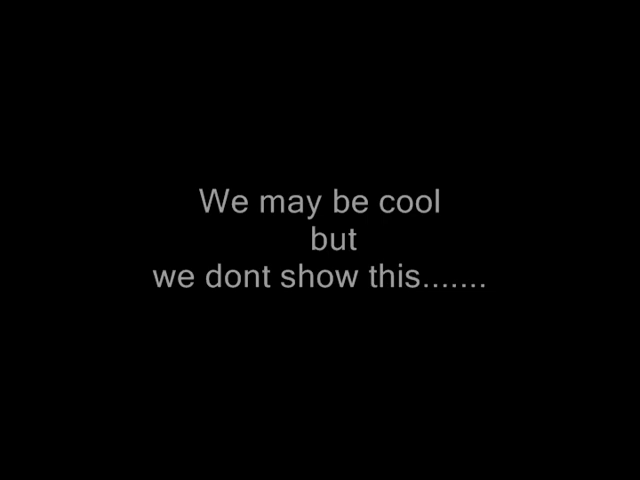 We may be cool
but
we dont show this.......